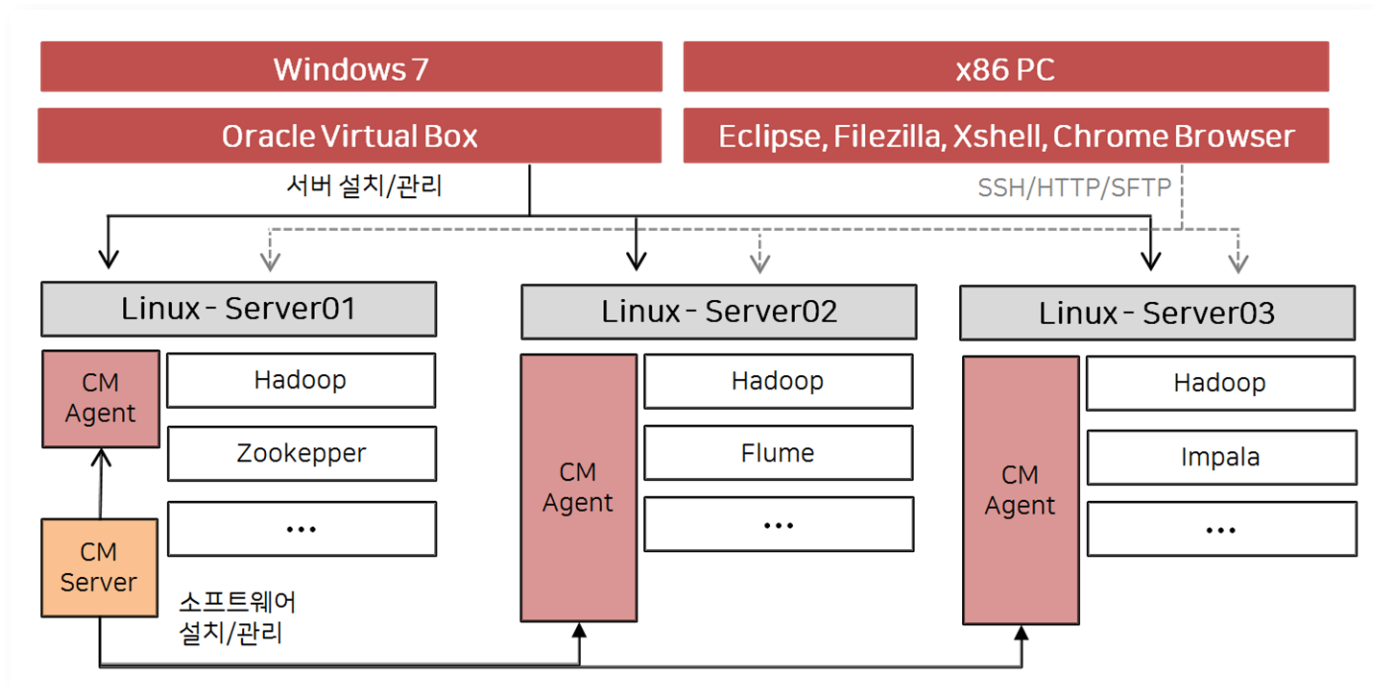 Windows 7
x86 PC
Oracle Virtual Box
Eclipse, Filezilla, Xshell, Chrome Browser
서버 설치/관리
SSH/HTTP/SFTP
Linux - Server01
Linux - Server02
Linux - Server03
CM
Agent
Hadoop
Zookepper
...
CM
Server
소프트웨어
설치/관리
CM
Agent
Hadoop
Flume
...
CM
Agent
Hadoop
Impala
...